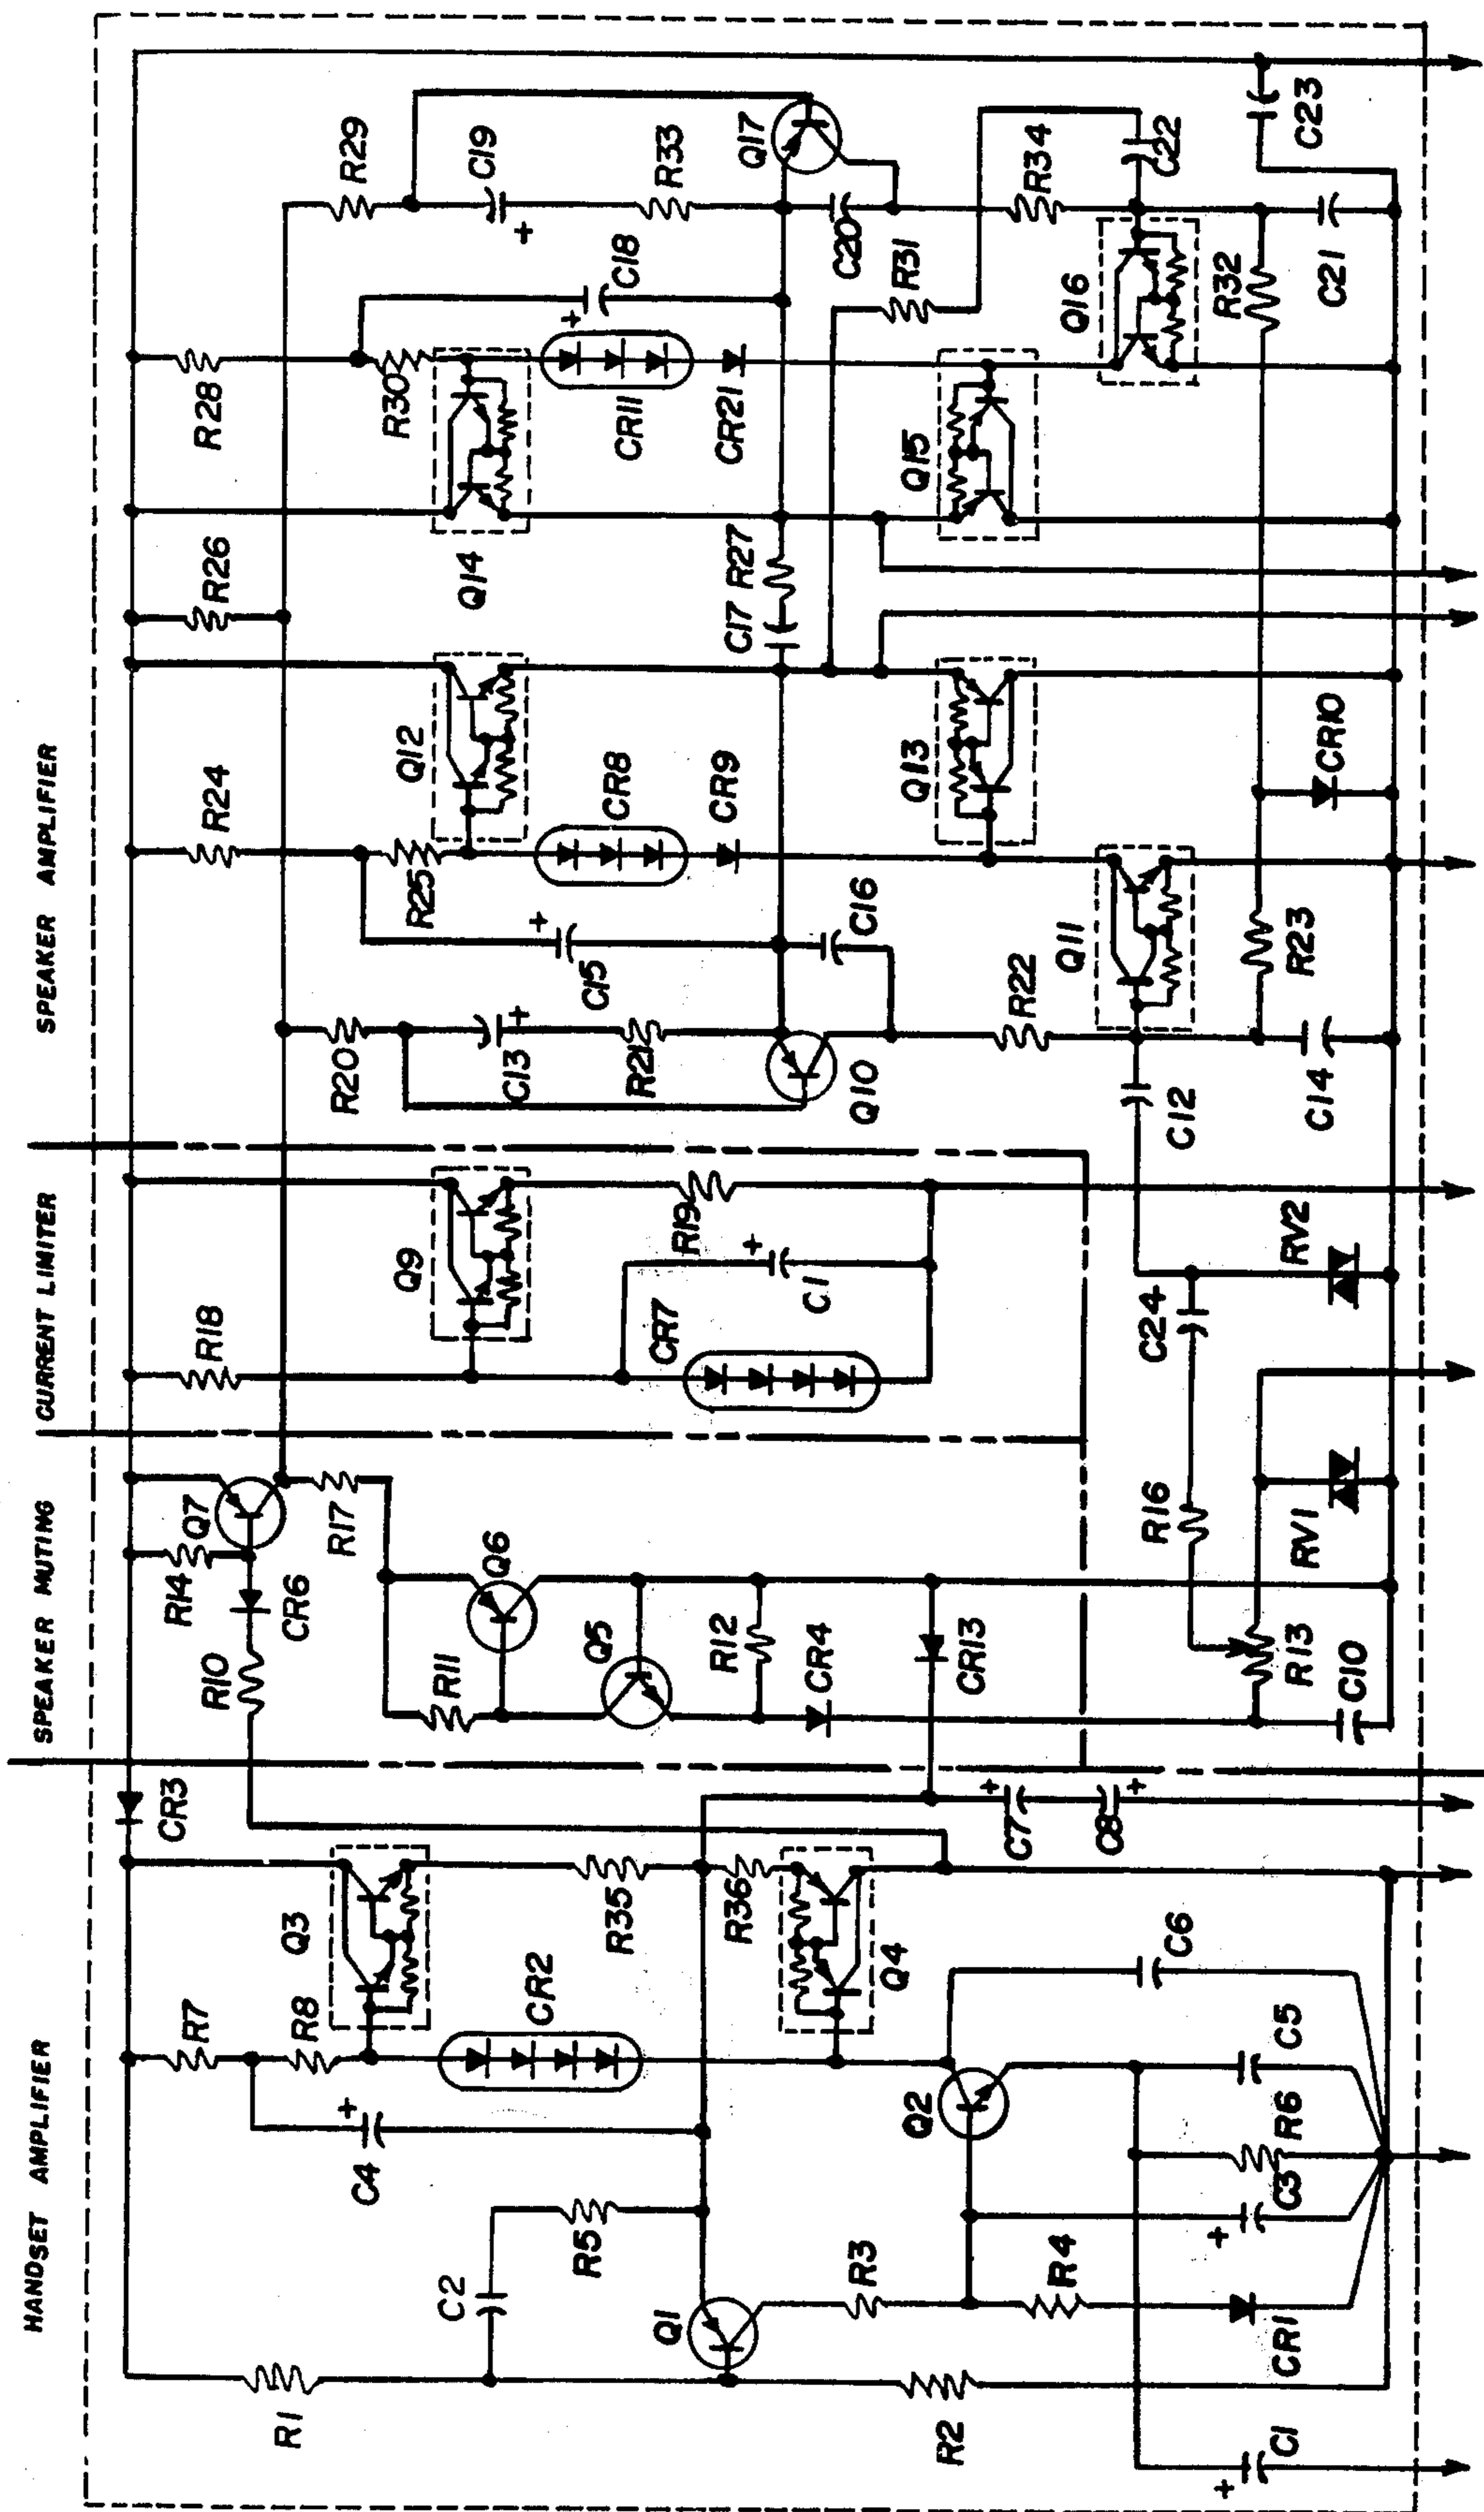 HANDSET AMPLIFIER
SPEAKER MUTING
CURRENT LIMITER
SPEAKER AMPLIFIER
R1
C2
R5
Q1
R2
C1
R3
R4
CR1
C3
R6
C5
C6
Q2
C4
R7
R8
CR2
Q3
R35
R36
Q4
CR3
C7
C8
R10
CR6
R14
Q7
R17
R11
Q6
Q5
R12
CR4
CR13
R13
C10
RV1
R16
C24
RV2
R18
CR7
C1
Q9
R19
R20
C13
R21
Q10
C15
C16
R22
C12
C14
R23
Q11
R24
R25
CR8
CR9
Q12
Q13
CR10
R26
C17
R27
Q14
Q15
R28
R30
CR11
CR21
C18
R31
Q16
R32
C21
R29
C19
R33
C20
R34
Q17
C22
C23
+
+
+
+
+
+
+
+
+
+